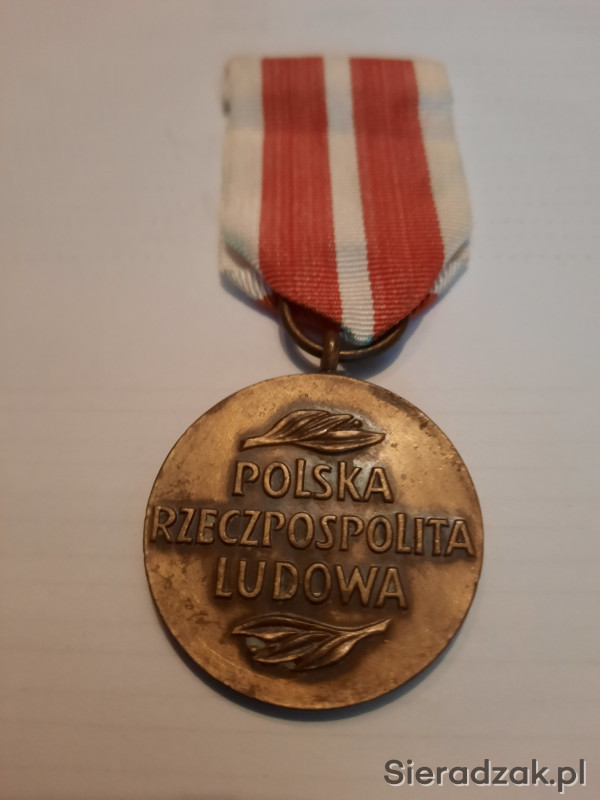 POLSKA
RZECZPOSPOLITA
LUDOWA
Sieradzak.pl